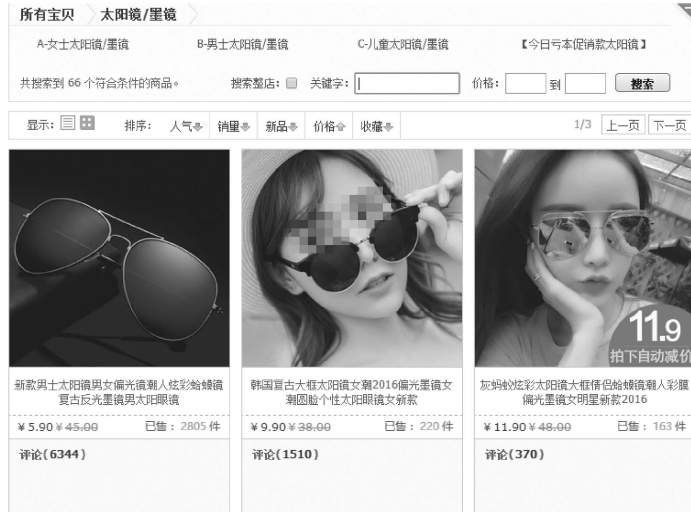 所有宝贝 太阳镜/墨镜
A-女士太阳镜/墨镜 B-男士太阳镜/墨镜 C-儿童太阳镜/墨镜 【今日亏本促销款太阳镜】
共搜索到 66 个符合条件的商品。 搜索整店: 关键字: 价格: 到 搜索
显示: 排序: 人气 销量 新品 价格 收藏 1/3 上一页 下一页
11.9
拍下自动减价
新款男士太阳镜男女偏光镜潮人炫彩蛤蟆镜
复古反光墨镜男太阳眼镜
韩国复古大框太阳镜女潮2016偏光墨镜女
潮圆脸个性太阳眼镜女新款
灰蚂蚁炫彩太阳镜大框情侣蛤蟆镜潮人彩膜
偏光墨镜女明星新款2016
¥5.90 ¥45.00 已售: 2805 件
¥9.90 ¥38.00 已售: 220 件
¥11.90 ¥48.00 已售: 163 件
评论(6344)
评论(1510)
评论(370)